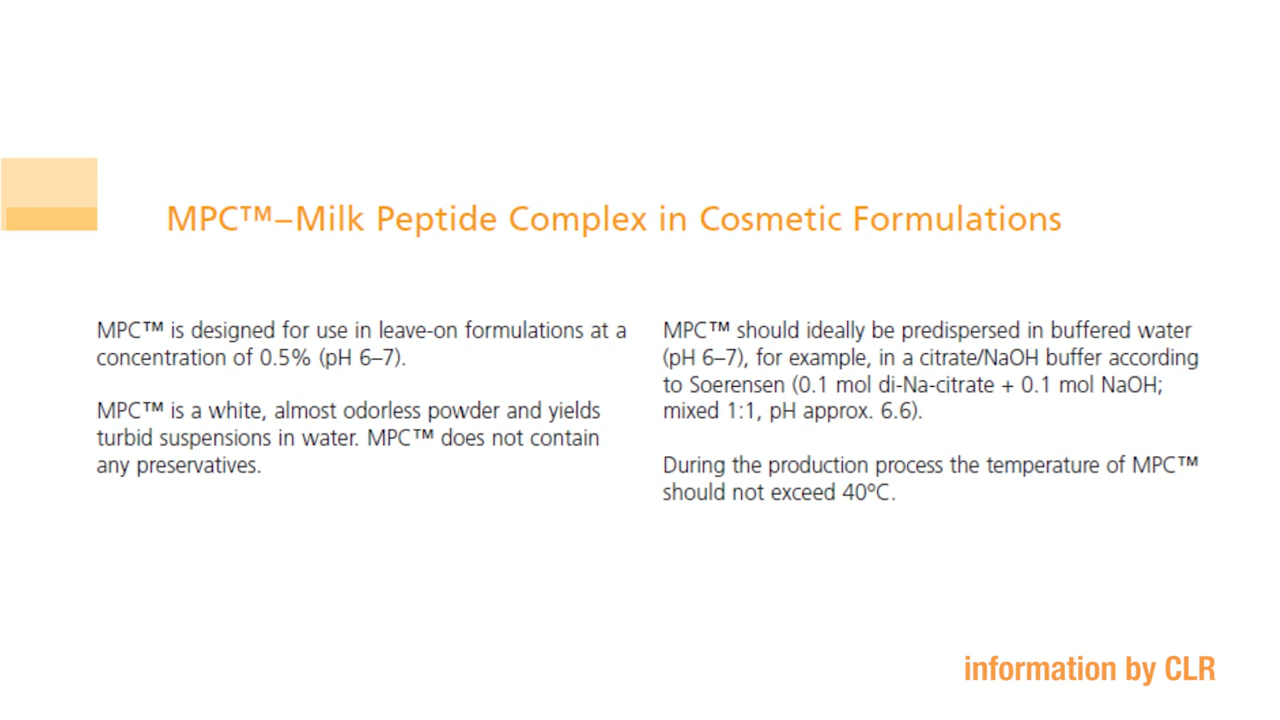 MPC™–Milk Peptide Complex in Cosmetic Formulations
MPC™ is designed for use in leave-on formulations at a
concentration of 0.5% (pH 6–7).
MPC™ is a white, almost odorless powder and yields
turbid suspensions in water. MPC™ does not contain
any preservatives.
MPC™ should ideally be predispersed in buffered water
(pH 6–7), for example, in a citrate/NaOH buffer according
to Soerensen (0.1 mol di-Na-citrate + 0.1 mol NaOH;
mixed 1:1, pH approx. 6.6).
During the production process the temperature of MPC™
should not exceed 40ºC.
information by CLR